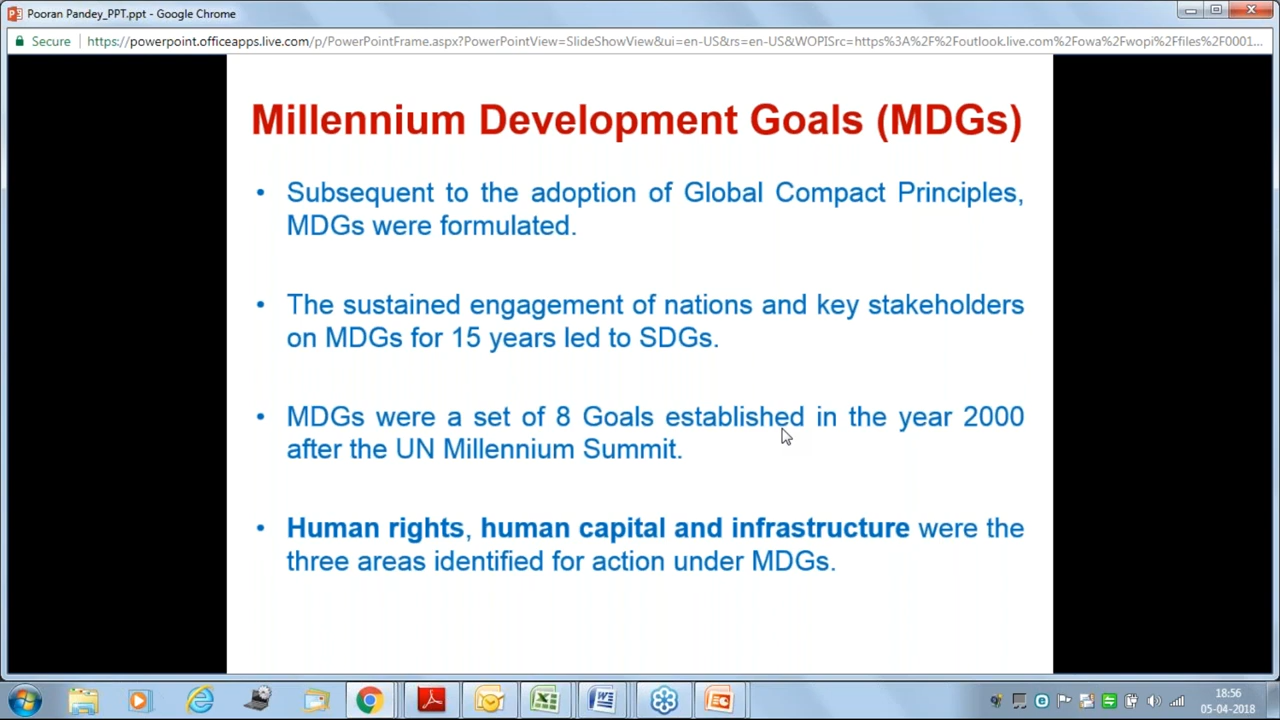 Pooran Pandey_PPT.ppt - Google Chrome
Secure
https://powerpoint.officeapps.live.com/p/PowerPointFrame.aspx?PowerPointView=SlideShowView&ui=en-US&rs=en-US&WOPISrc=https%3A%2F%2Foutlook.live.com%2Fowa%2Fwopi%2Ffiles%2F0001...
Millennium Development Goals (MDGs)
• Subsequent to the adoption of Global Compact Principles,
MDGs were formulated.
• The sustained engagement of nations and key stakeholders
on MDGs for 15 years led to SDGs.
• MDGs were a set of 8 Goals established in the year 2000
after the UN Millennium Summit.
• Human rights, human capital and infrastructure were the
three areas identified for action under MDGs.
18:56
05-04-2018